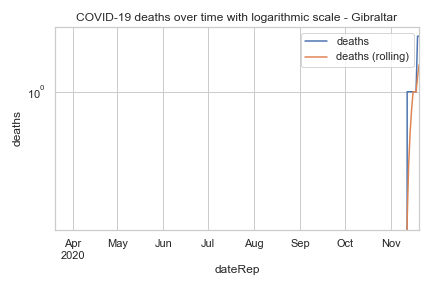 COVID-19 deaths over time with logarithmic scale - Gibraltar
deaths
deaths (rolling)
10⁰
deaths
Apr May Jun Jul Aug Sep Oct Nov
2020
dateRep